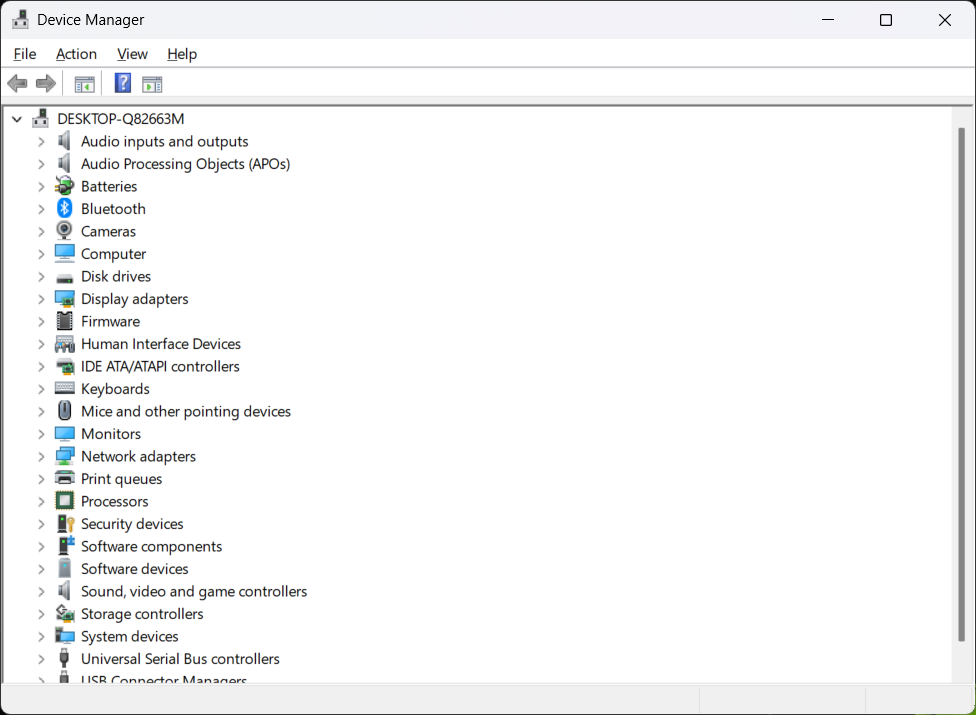 Device Manager
File Action View Help
DESKTOP-Q82663M
Audio inputs and outputs
Audio Processing Objects (APOs)
Batteries
Bluetooth
Cameras
Computer
Disk drives
Display adapters
Firmware
Human Interface Devices
IDE ATA/ATAPI controllers
Keyboards
Mice and other pointing devices
Monitors
Network adapters
Print queues
Processors
Security devices
Software components
Software devices
Sound, video and game controllers
Storage controllers
System devices
Universal Serial Bus controllers
USB Connector Managers